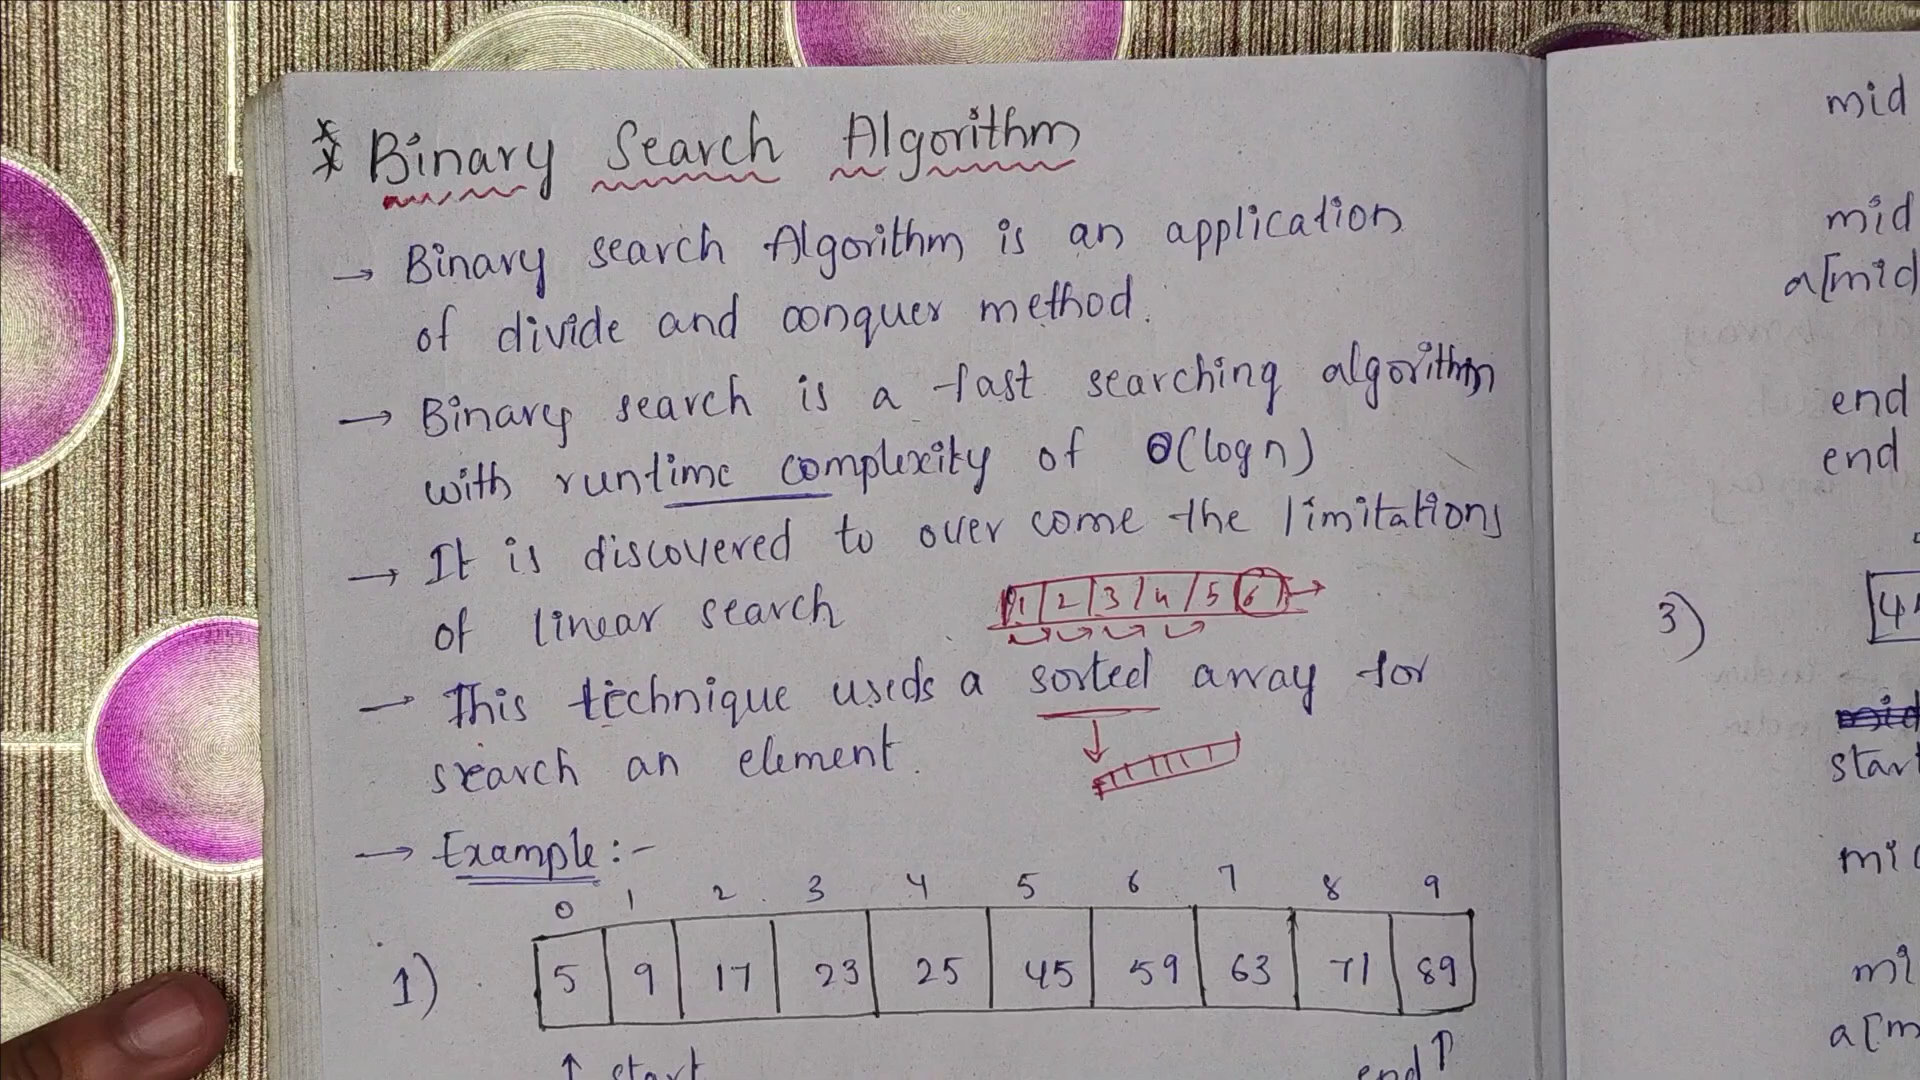 * Binary Search Algorithm
→ Binary search Algorithm is an application
of divide and conquer method.
→ Binary search is a fast searching algorithm
with runtime complexity of O(log n)
→ It is discovered to over come the limitations
of linear search
1 2 3 4 5 6 →
→ This technique useds a sorted array for
search an element.
→ Example :-
0 1 2 3 4 5 6 7 8 9
1) 5 9 17 23 25 45 59 63 71 89
↑ start end ↑
mid
mid
a[mid]
end
end
3)
start
a[m